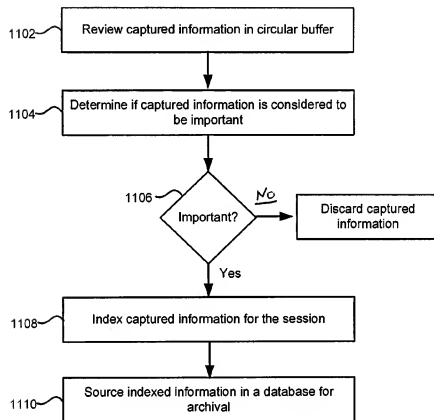 1102
Review captured information in circular buffer
1104
Determine if captured information is considered to
be important
1106
Important?
NO
Discard captured
information
Yes
1108
Index captured information for the session
1110
Source indexed information in a database for
archival